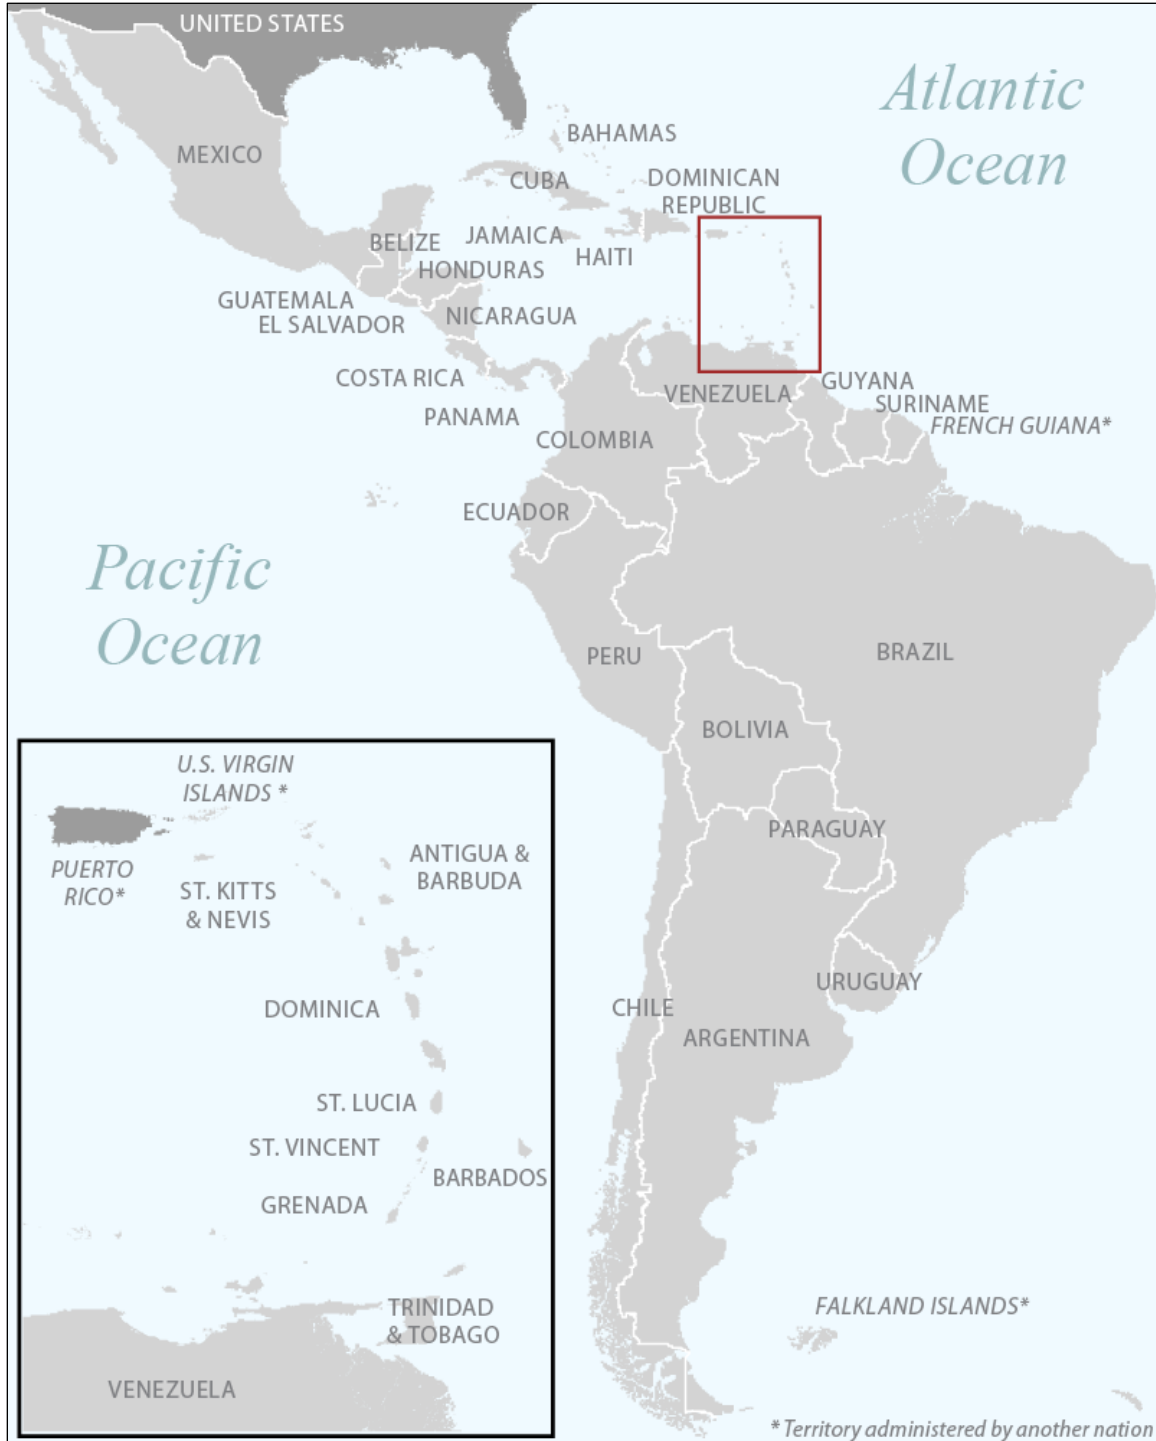 UNITED STATES
Atlantic
Ocean
BAHAMAS
MEXICO
CUBA
DOMINICAN
REPUBLIC
BELIZE
JAMAICA
HAITI
HONDURAS
GUATEMALA
EL SALVADOR
NICARAGUA
COSTA RICA
GUYANA
VENEZUELA
SURINAME
PANAMA
FRENCH GUIANA*
COLOMBIA
ECUADOR
Pacific
Ocean
PERU
BRAZIL
BOLIVIA
PARAGUAY
URUGUAY
CHILE
ARGENTINA
FALKLAND ISLANDS*
U.S. VIRGIN
ISLANDS *
PUERTO
RICO*
ST. KITTS
& NEVIS
ANTIGUA &
BARBUDA
DOMINICA
ST. LUCIA
ST. VINCENT
BARBADOS
GRENADA
TRINIDAD
& TOBAGO
VENEZUELA
* Territory administered by another nation